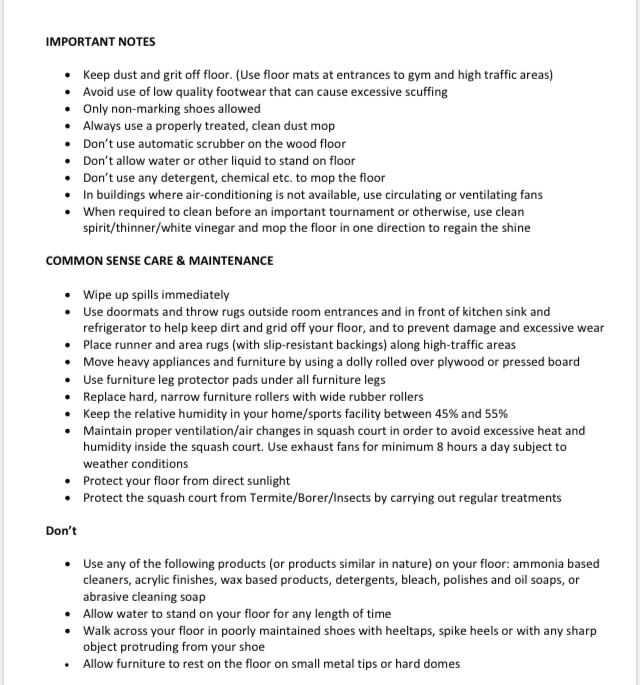 IMPORTANT NOTES
• Keep dust and grit off floor. (Use floor mats at entrances to gym and high traffic areas)
• Avoid use of low quality footwear that can cause excessive scuffing
• Only non-marking shoes allowed
• Always use a properly treated, clean dust mop
• Don't use automatic scrubber on the wood floor
• Don't allow water or other liquid to stand on floor
• Don't use any detergent, chemical etc. to mop the floor
• In buildings where air-conditioning is not available, use circulating or ventilating fans
• When required to clean before an important tournament or otherwise, use clean
spirit/thinner/white vinegar and mop the floor in one direction to regain the shine
COMMON SENSE CARE & MAINTENANCE
• Wipe up spills immediately
• Use doormats and throw rugs outside room entrances and in front of kitchen sink and
refrigerator to help keep dirt and grid off your floor, and to prevent damage and excessive wear
• Place runner and area rugs (with slip-resistant backings) along high-traffic areas
• Move heavy appliances and furniture by using a dolly rolled over plywood or pressed board
• Use furniture leg protector pads under all furniture legs
• Replace hard, narrow furniture rollers with wide rubber rollers
• Keep the relative humidity in your home/sports facility between 45% and 55%
• Maintain proper ventilation/air changes in squash court in order to avoid excessive heat and
humidity inside the squash court. Use exhaust fans for minimum 8 hours a day subject to
weather conditions
• Protect your floor from direct sunlight
• Protect the squash court from Termite/Borer/Insects by carrying out regular treatments
Don't
• Use any of the following products (or products similar in nature) on your floor: ammonia based
cleaners, acrylic finishes, wax based products, detergents, bleach, polishes and oil soaps, or
abrasive cleaning soap
• Allow water to stand on your floor for any length of time
• Walk across your floor in poorly maintained shoes with heeltaps, spike heels or with any sharp
object protruding from your shoe
• Allow furniture to rest on the floor on small metal tips or hard domes